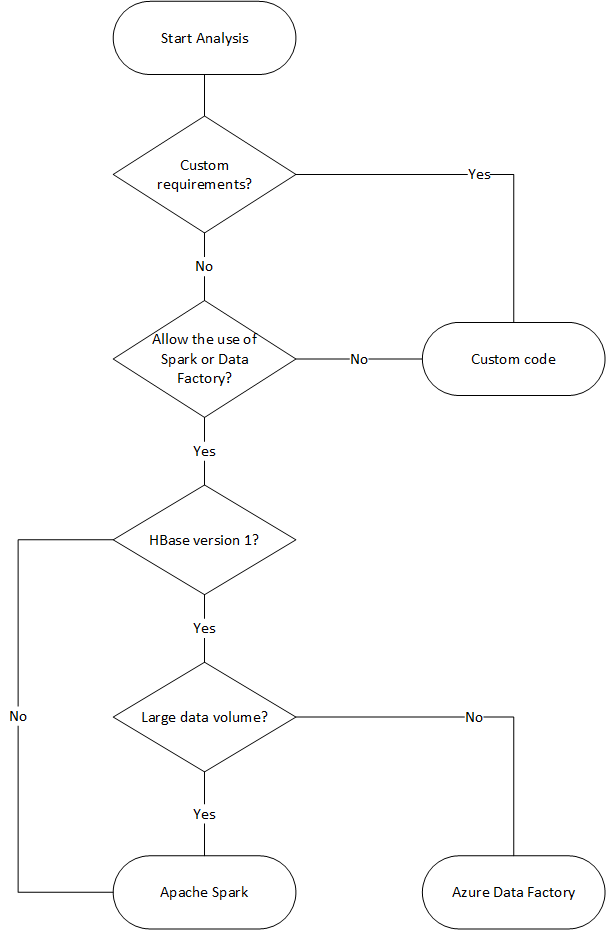 Start Analysis
Custom
requirements?
Yes
No
Allow the use of
Spark or Data
Factory?
No
Custom code
Yes
HBase version 1?
Yes
Large data volume?
No
No
Yes
Apache Spark
Azure Data Factory